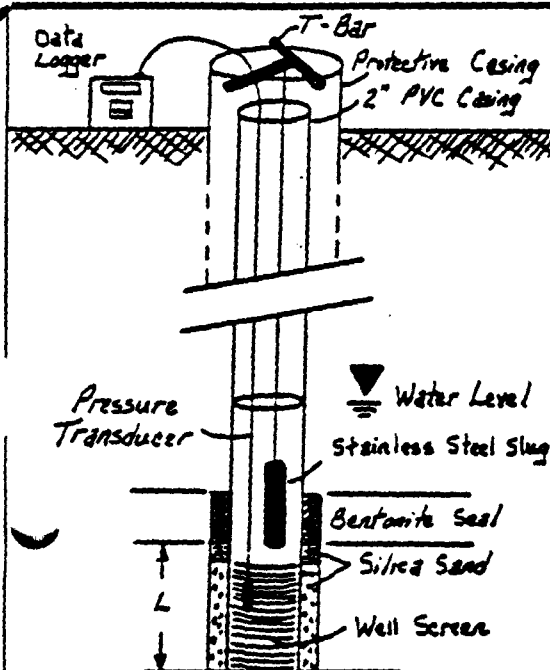 T-Bar
Data
Logger
Protective Casing
2" PVC Casing
Water Level
Pressure
Transducer
Stainless Steel Slug
Bentonite Seal
Silica Sand
L
Well Screen